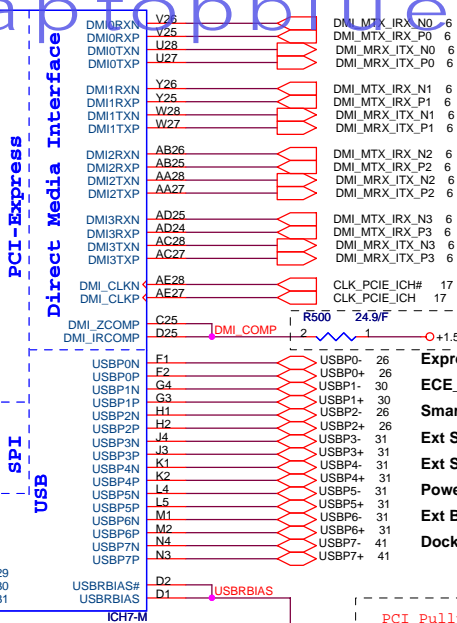 aptopblue
DMI0RXN V26 DMI_MTX_IRX_N0 6
DMI0RXP V25 DMI_MTX_IRX_P0 6
DMI0TXN U28 DMI_MRX_ITX_N0 6
DMI0TXP U27 DMI_MRX_ITX_P0 6
DMI1RXN Y26 DMI_MTX_IRX_N1 6
DMI1RXP Y25 DMI_MTX_IRX_P1 6
DMI1TXN W28 DMI_MRX_ITX_N1 6
DMI1TXP W27 DMI_MRX_ITX_P1 6
DMI2RXN AB26 DMI_MTX_IRX_N2 6
DMI2RXP AB25 DMI_MTX_IRX_P2 6
DMI2TXN AA28 DMI_MRX_ITX_N2 6
DMI2TXP AA27 DMI_MRX_ITX_P2 6
DMI3RXN AD25 DMI_MTX_IRX_N3 6
DMI3RXP AD24 DMI_MTX_IRX_P3 6
DMI3TXN AC28 DMI_MRX_ITX_N3 6
DMI3TXP AC27 DMI_MRX_ITX_P3 6
DMI_CLKN AE28 CLK_PCIE_ICH# 17
DMI_CLKP AE27 CLK_PCIE_ICH 17
PCI-Express
Direct Media Interface
R500 24.9/F
DMI_ZCOMP C25
DMI_IRCOMP D25 DMI_COMP 2 1 +1.5
USBP0N F1 USBP0- 26 Expre
USBP0P F2 USBP0+ 26
USBP1N G4 USBP1- 30 ECE_
USBP1P G3 USBP1+ 30
USBP2N H1 USBP2- 26 Smar
USBP2P H2 USBP2+ 26
USBP3N J4 USBP3- 31 Ext S
USBP3P J3 USBP3+ 31
USBP4N K1 USBP4- 31 Ext S
USBP4P K2 USBP4+ 31
USBP5N L4 USBP5- 31 Powe
USBP5P L5 USBP5+ 31
USBP6N M1 USBP6- 31 Ext B
USBP6P M2 USBP6+ 31
USBP7N N4 USBP7- 41 Dock
USBP7P N3 USBP7+ 41
SPI
USB
29
30
31
USBRBIAS# D2
USBRBIAS D1 USBRBIAS
ICH7-M
PCI Pull